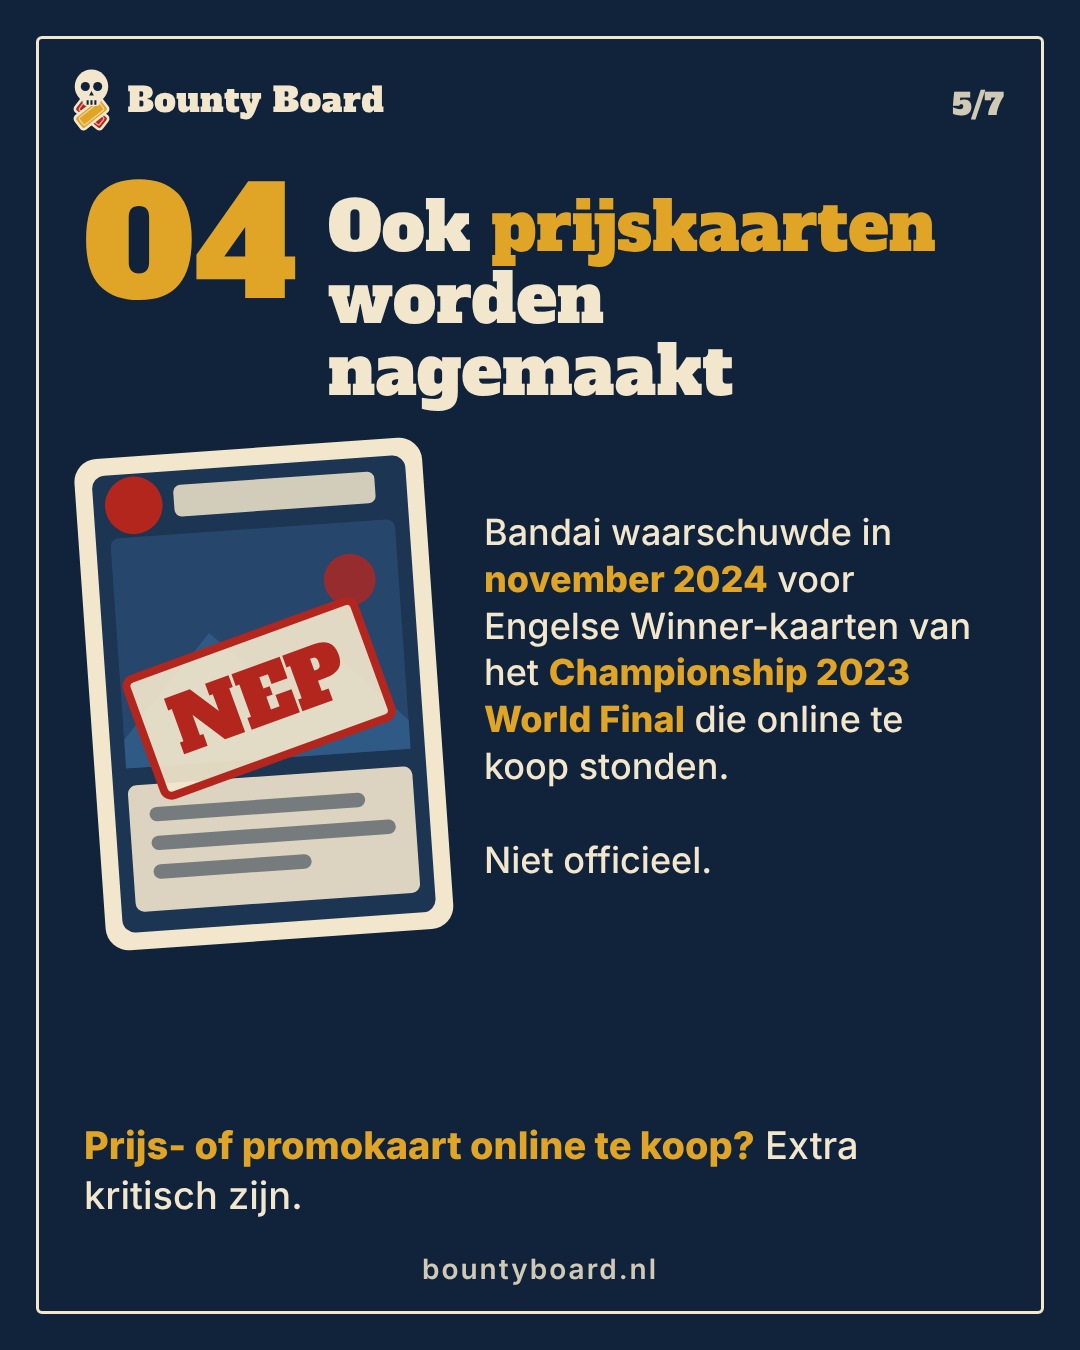 Bounty Board
5/7
04
Ook prijskaarten
worden
nagemaakt
NEP
Bandai waarschuwde in
november 2024 voor
Engelse Winner-kaarten van
het Championship 2023
World Final die online te
koop stonden.
Niet officieel.
Prijs- of promokaart online te koop? Extra
kritisch zijn.
bountyboard.nl